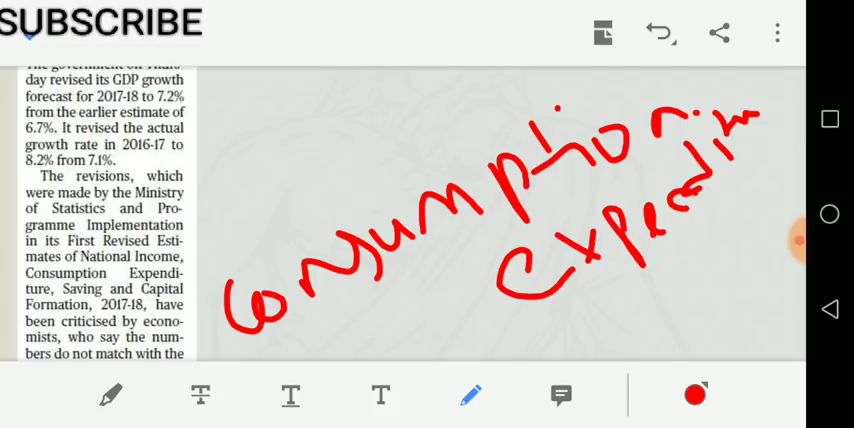 SUBSCRIBE
The government on Thurs-
day revised its GDP growth
forecast for 2017-18 to 7.2%
from the earlier estimate of
6.7%. It revised the actual
growth rate in 2016-17 to
8.2% from 7.1%.
The revisions, which
were made by the Ministry
of Statistics and Pro-
gramme Implementation
in its First Revised Esti-
mates of National Income,
Consumption Expendi-
ture, Saving and Capital
Formation, 2017-18, have
been criticised by econo-
mists, who say the num-
bers do not match with the
consumption
T T T